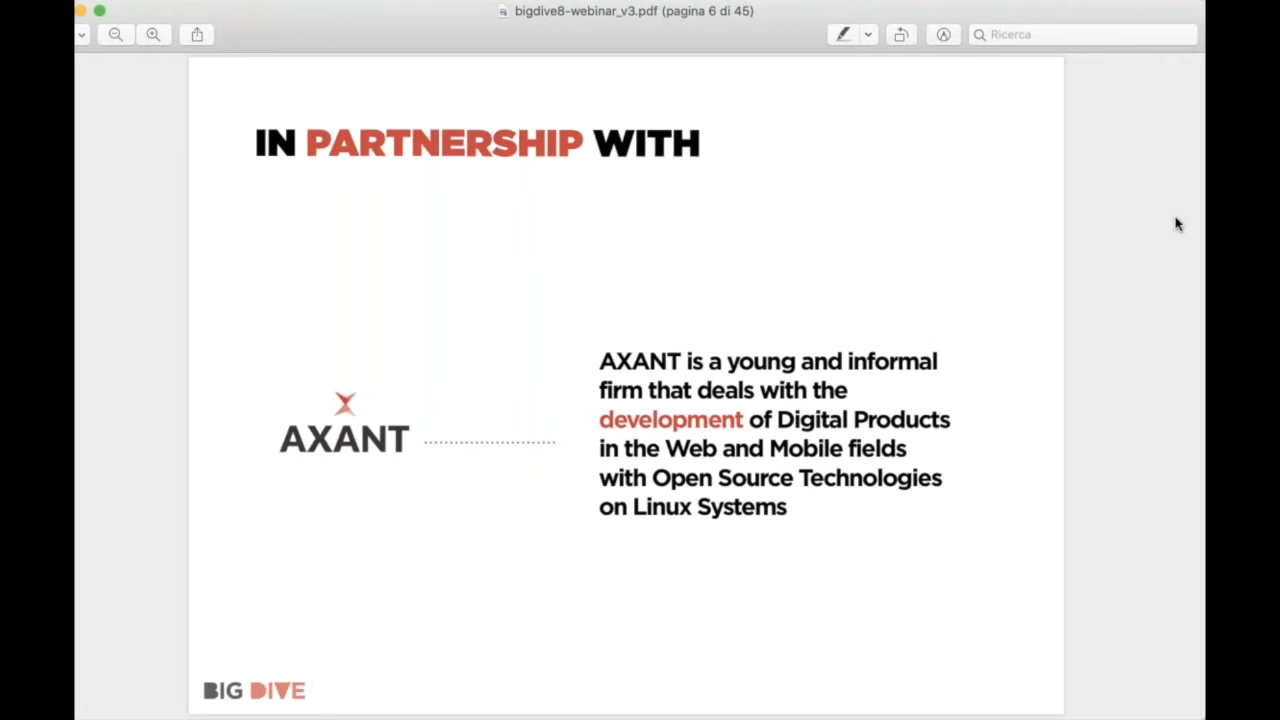 bigdive8-webinar_v3.pdf (pagina 6 di 45)
Ricerca
IN PARTNERSHIP WITH
AXANT
AXANT is a young and informal
firm that deals with the
development of Digital Products
in the Web and Mobile fields
with Open Source Technologies
on Linux Systems
BIG DIVE